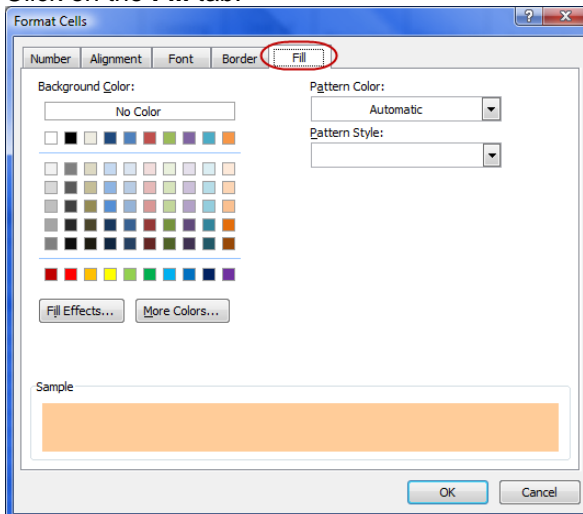 Click on the Fill tab.
Format Cells
Number Alignment Font Border Fill
Background Color:
No Color
Fill Effects... More Colors...
Pattern Color:
Automatic
Pattern Style:
Sample
OK Cancel